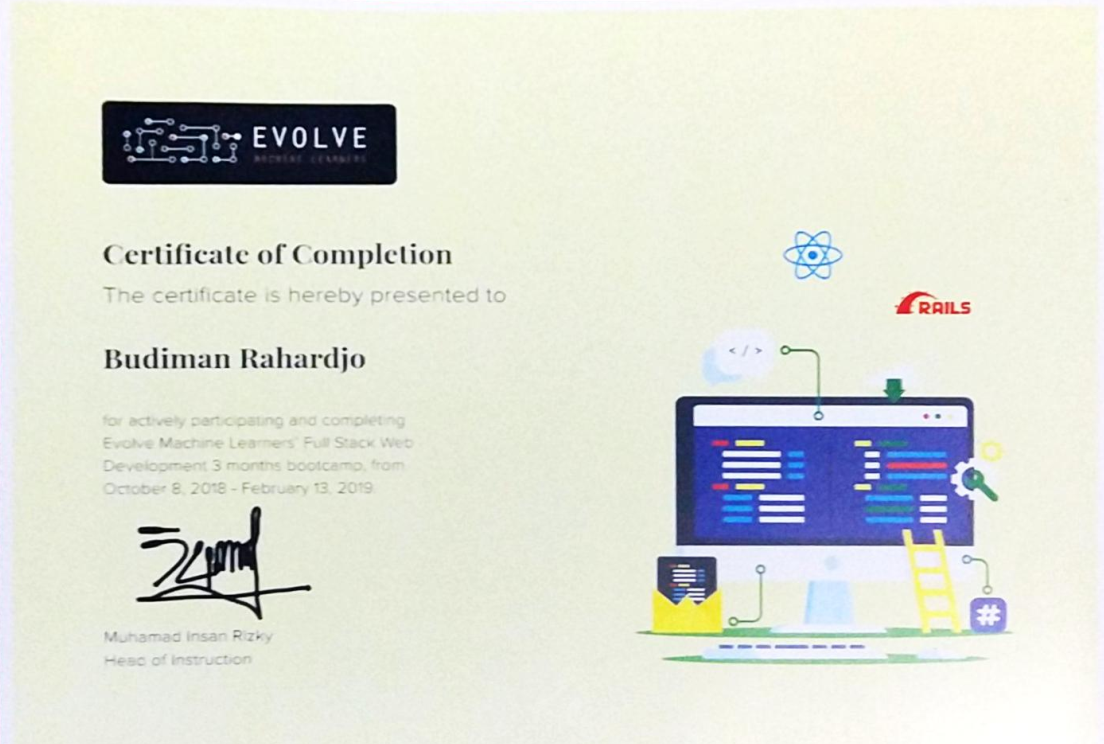 EVOLVE
MACHINE LEARNERS
Certificate of Completion
The certificate is hereby presented to
Budiman Rahardjo
for actively participating and completing
Evolve Machine Learners' Full Stack Web
Development 3 months bootcamp, from
October 8, 2018 - February 13, 2019
Muhamad Insan Rizky
Head of Instruction
RAILS
< / >
#